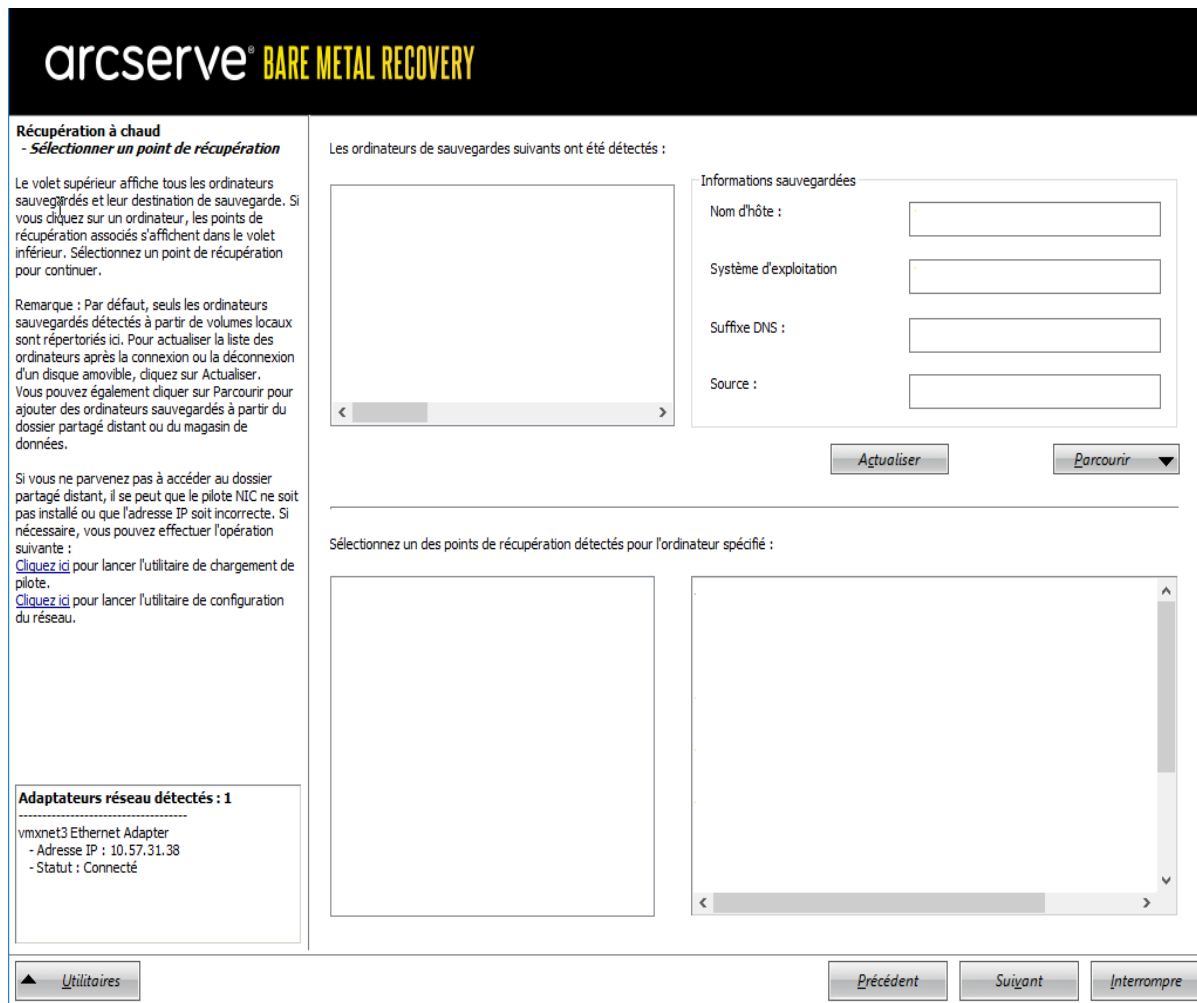 arcserve® BARE METAL RECOVERY
Récupération à chaud
- Sélectionner un point de récupération
Le volet supérieur affiche tous les ordinateurs
sauvegardés et leur destination de sauvegarde. Si
vous cliquez sur un ordinateur, les points de
récupération associés s'affichent dans le volet
inférieur. Sélectionnez un point de récupération
pour continuer.
Remarque : Par défaut, seuls les ordinateurs
sauvegardés détectés à partir de volumes locaux
sont répertoriés ici. Pour actualiser la liste des
ordinateurs après la connexion ou la déconnexion
d'un disque amovible, cliquez sur Actualiser.
Vous pouvez également cliquer sur Parcourir pour
ajouter des ordinateurs sauvegardés à partir du
dossier partagé distant ou du magasin de
données.
Si vous ne parvenez pas à accéder au dossier
partagé distant, il se peut que le pilote NIC ne soit
pas installé ou que l'adresse IP soit incorrecte. Si
nécessaire, vous pouvez effectuer l'opération
suivante :
Cliquez ici pour lancer l'utilitaire de chargement de
pilote.
Cliquez ici pour lancer l'utilitaire de configuration
du réseau.
Adaptateurs réseau détectés : 1
-----------------------------------
vmxnet3 Ethernet Adapter
- Adresse IP : 10.57.31.38
- Statut : Connecté
Les ordinateurs de sauvegardes suivants ont été détectés :
Informations sauvegardées
Nom d'hôte :
Système d'exploitation
Suffixe DNS :
Source :
Actualiser
Parcourir
Sélectionnez un des points de récupération détectés pour l'ordinateur spécifié :
Utilitaires
Précédent
Suivant
Interrompre